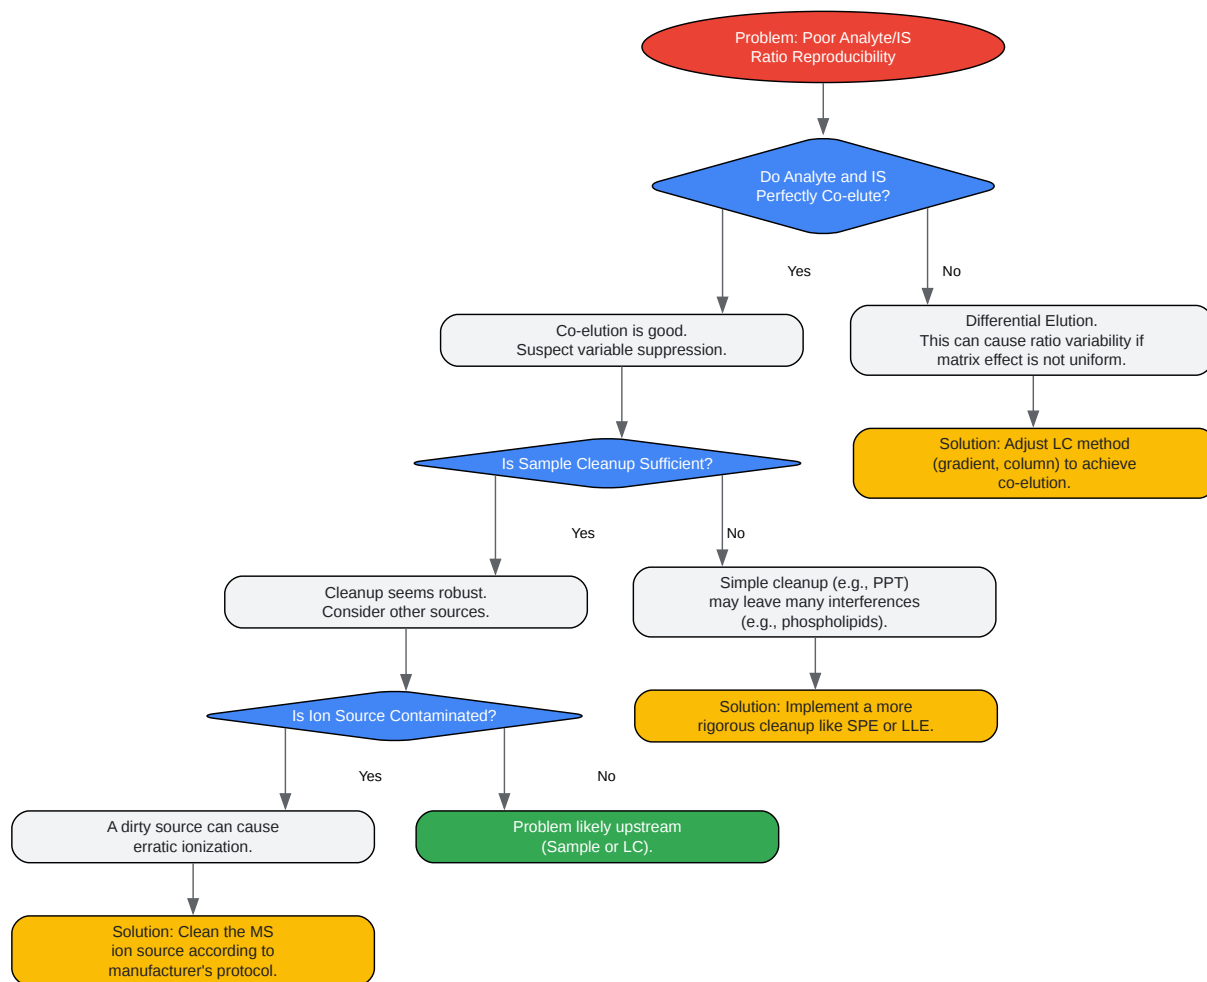 Problem: Poor Analyte/IS
Ratio Reproducibility
Do Analyte and IS
Perfectly Co-elute?
Yes
No
Co-elution is good.
Suspect variable suppression.
Differential Elution.
This can cause ratio variability if
matrix effect is not uniform.
Solution: Adjust LC method
(gradient, column) to achieve
co-elution.
Is Sample Cleanup Sufficient?
Yes
No
Cleanup seems robust.
Consider other sources.
Simple cleanup (e.g., PPT)
may leave many interferences
(e.g., phospholipids).
Solution: Implement a more
rigorous cleanup like SPE or LLE.
Is Ion Source Contaminated?
Yes
No
A dirty source can cause
erratic ionization.
Problem likely upstream
(Sample or LC).
Solution: Clean the MS
ion source according to
manufacturer's protocol.